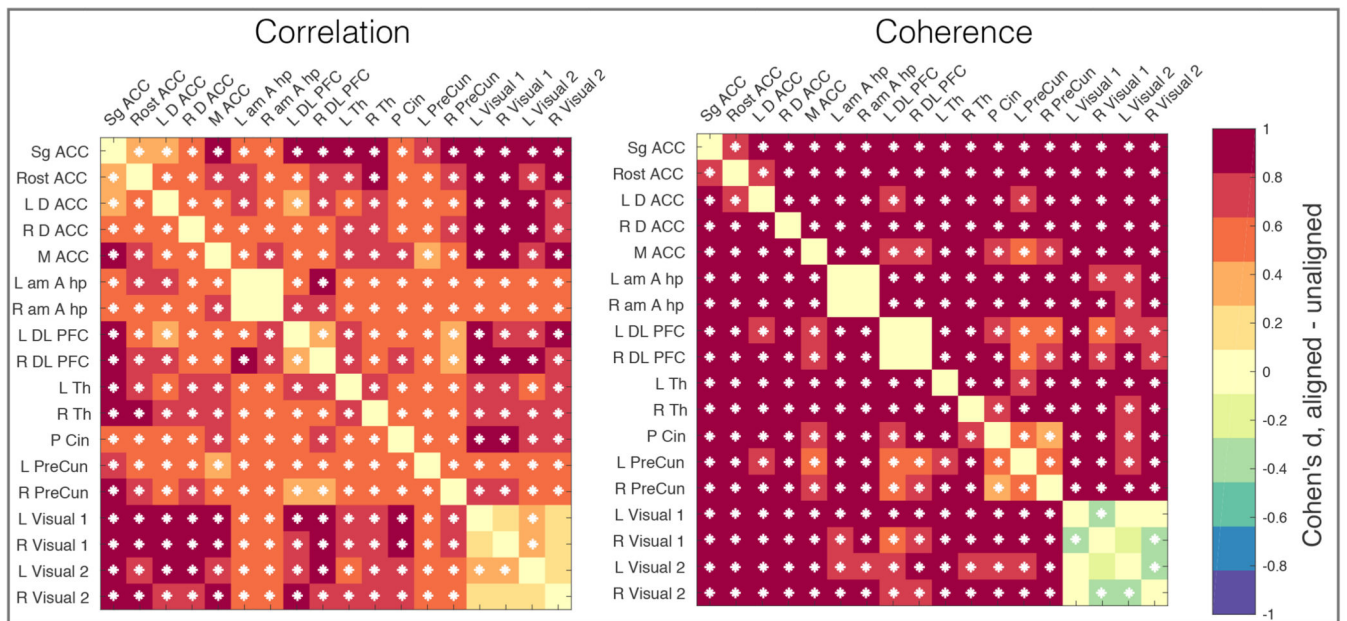 Correlation
Coherence
Sg ACC
Rost ACC
L D ACC
R D ACC
M ACC
L am A hp
R am A hp
L DL PFC
R DL PFC
L Th
R Th
P Cin
L PreCun
R PreCun
L Visual 1
R Visual 1
L Visual 2
R Visual 2
Sg ACC
Rost ACC
L D ACC
R D ACC
M ACC
L am A hp
R am A hp
L DL PFC
R DL PFC
L Th
R Th
P Cin
L PreCun
R PreCun
L Visual 1
R Visual 1
L Visual 2
R Visual 2
Sg ACC
Rost ACC
L D ACC
R D ACC
M ACC
L am A hp
R am A hp
L DL PFC
R DL PFC
L Th
R Th
P Cin
L PreCun
R PreCun
L Visual 1
R Visual 1
L Visual 2
R Visual 2
Sg ACC
Rost ACC
L D ACC
R D ACC
M ACC
L am A hp
R am A hp
L DL PFC
R DL PFC
L Th
R Th
P Cin
L PreCun
R PreCun
L Visual 1
R Visual 1
L Visual 2
R Visual 2
1
0.8
0.6
0.4
0.2
0
-0.2
-0.4
-0.6
-0.8
-1
Cohen's d, aligned - unaligned